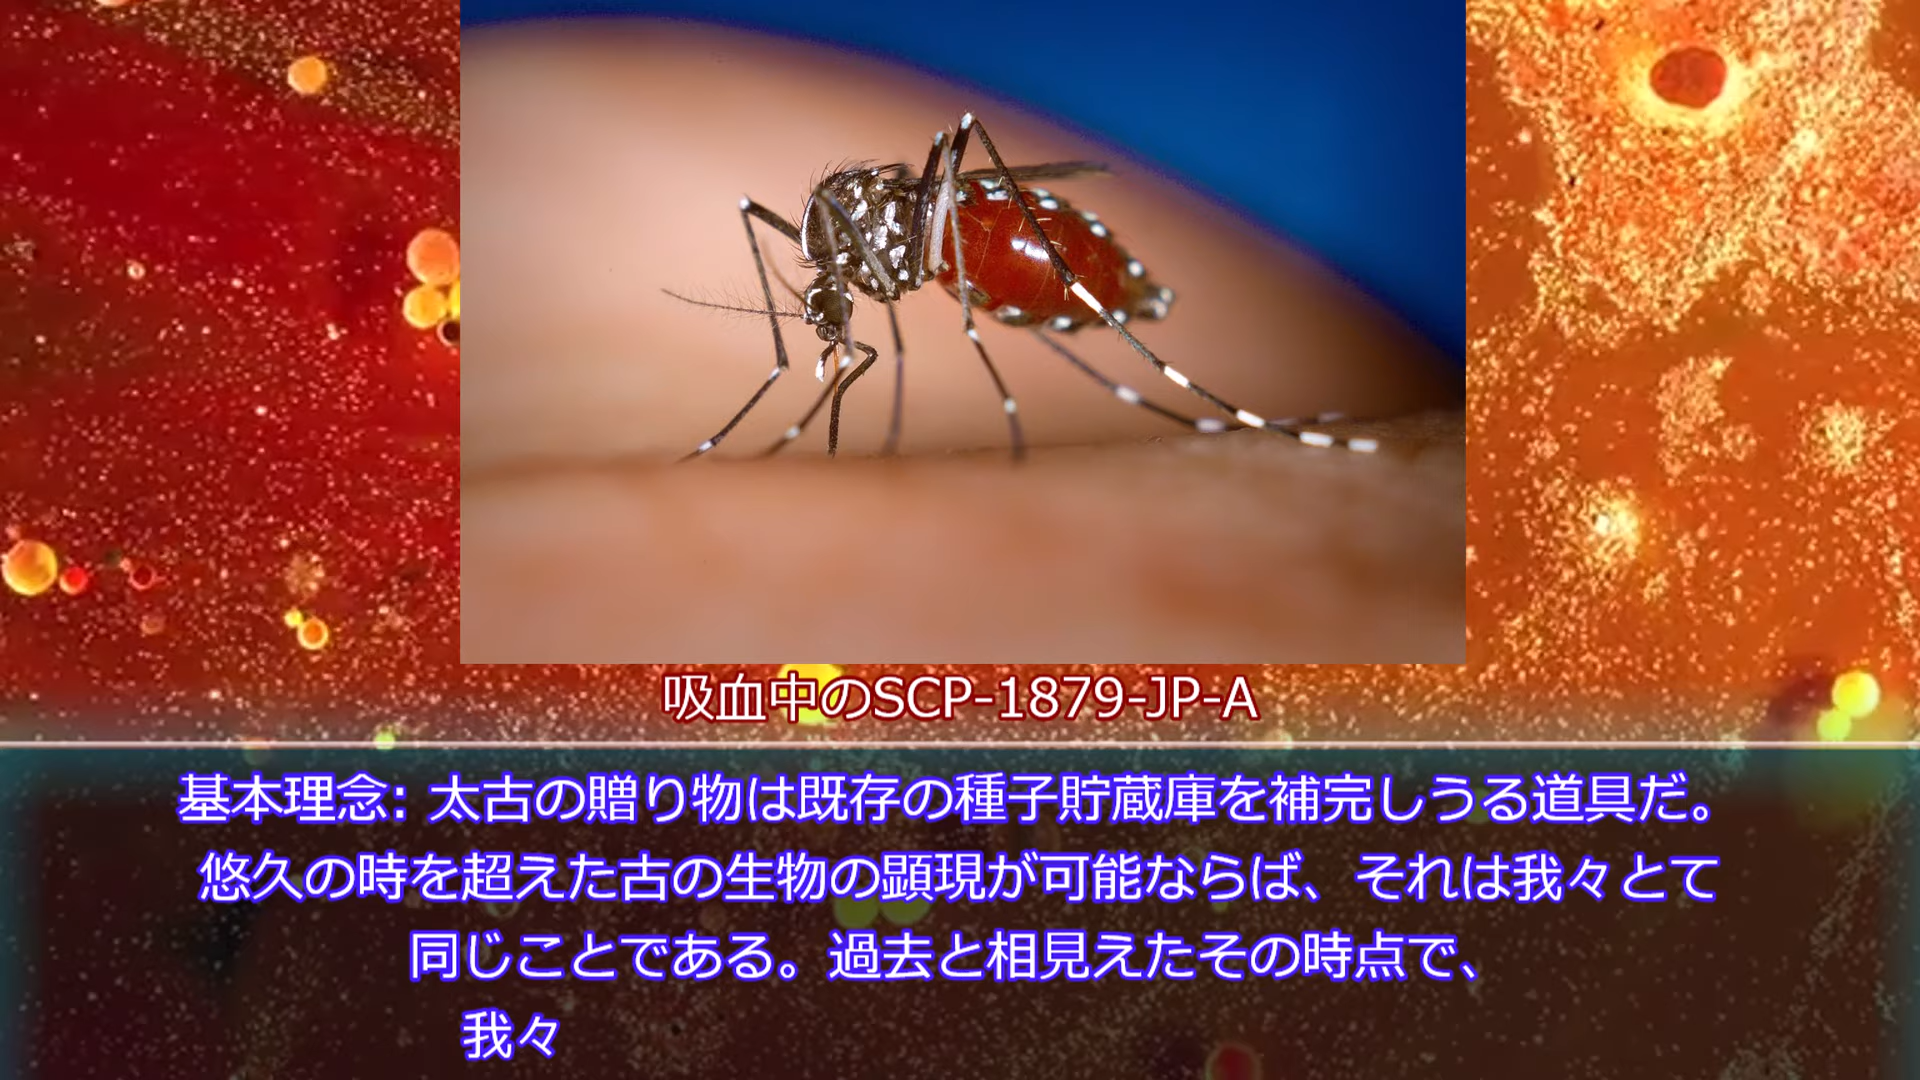 吸血中のSCP-1879-JP-A
基本理念: 太古の贈り物は既存の種子貯蔵庫を補完しうる道具だ。
悠久の時を超えた古の生物の顕現が可能ならば、それは我々とて
同じことである。過去と相見えたその時点で、
我々